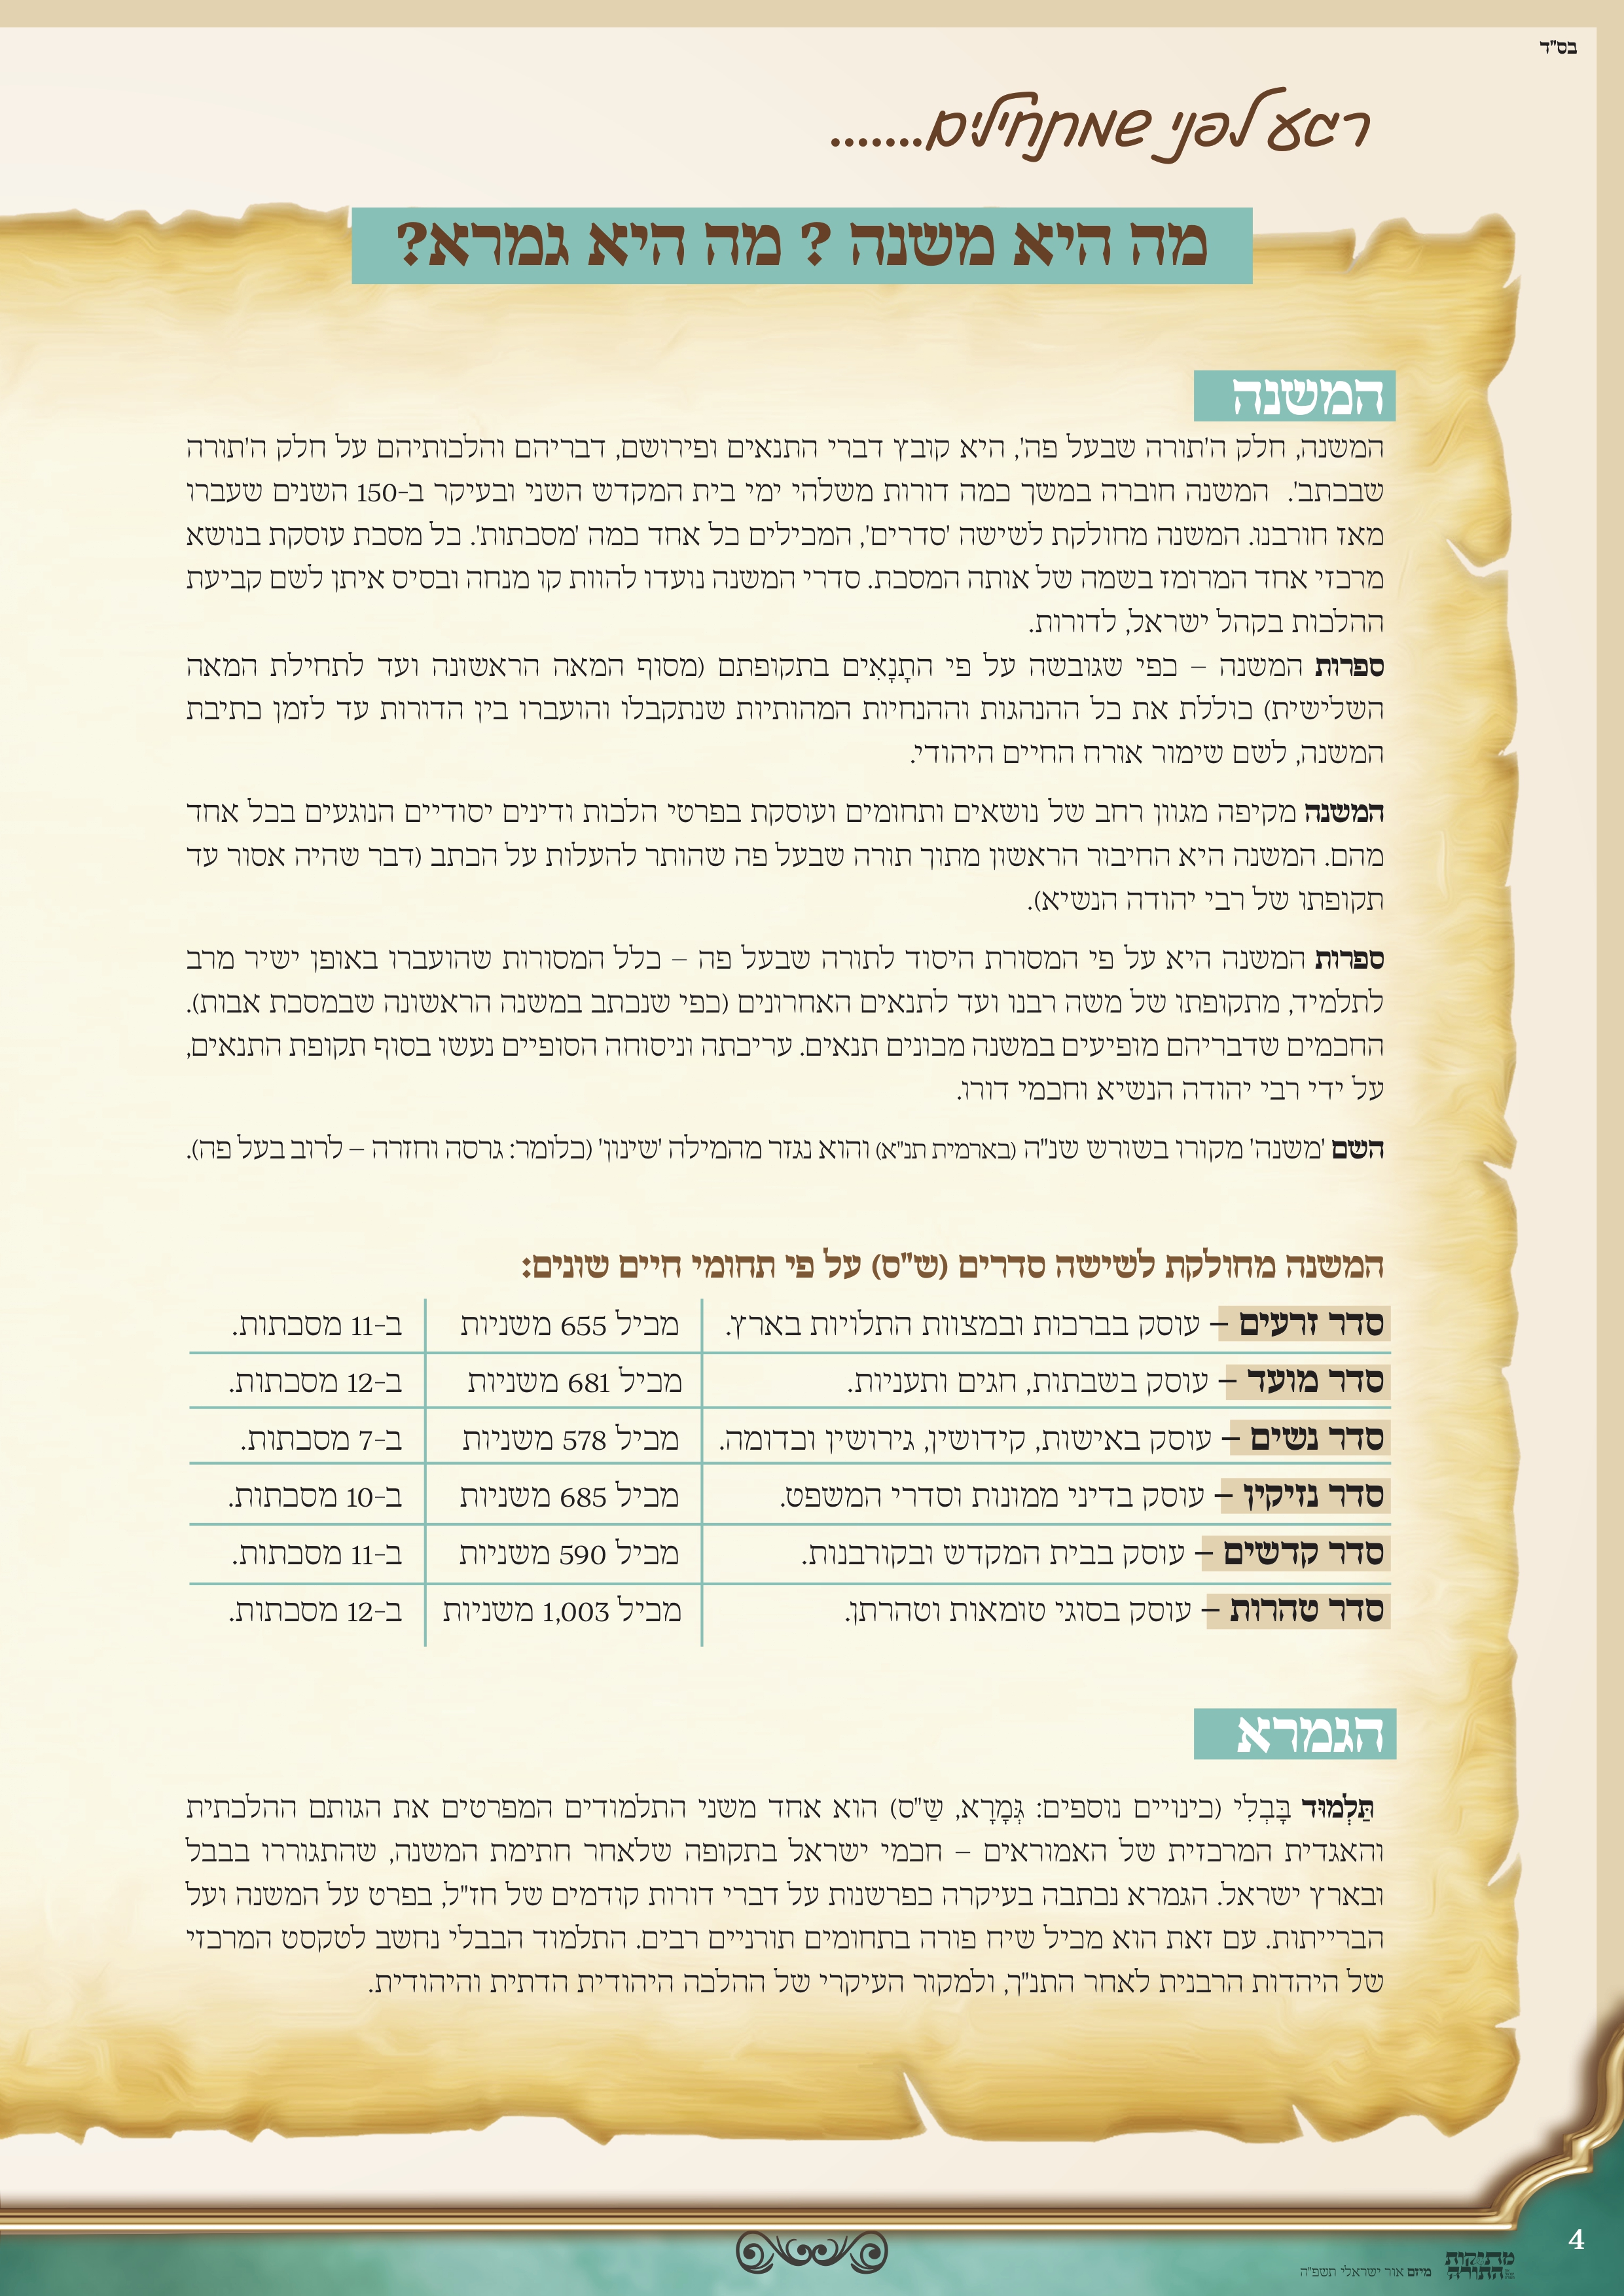 בס"ד
רגע לפני שמתחילים.......
מה היא משנה ? מה היא גמרא?
המשנה
המשנה, חלק ה'תורה שבעל פה', היא קובץ דברי התנאים ופירושם, דבריהם והלכותיהם על חלק ה'תורה
שבכתב'. המשנה חוברה במשך כמה דורות משלהי ימי בית המקדש השני ובעיקר ב-150 השנים שעברו
מאז חורבנו. המשנה מחולקת לשישה 'סדרים', המכילים כל אחד כמה 'מסכתות'. כל מסכת עוסקת בנושא
מרכזי אחד המרומז בשמה של אותה המסכת. סדרי המשנה נועדו להוות קו מנחה ובסיס איתן לשם קביעת
ההלכות בקהל ישראל, לדורות.
ספרות המשנה – כפי שגובשה על פי התָנָאִים בתקופתם (מסוף המאה הראשונה ועד לתחילת המאה
השלישית) כוללת את כל ההנהגות וההנחיות המהותיות שנתקבלו והועברו בין הדורות עד לזמן כתיבת
המשנה, לשם שימור אורח החיים היהודי.
המשנה מקיפה מגוון רחב של נושאים ותחומים ועוסקת בפרטי הלכות ודינים יסודיים הנוגעים בכל אחד
מהם. המשנה היא החיבור הראשון מתוך תורה שבעל פה שהותר להעלות על הכתב (דבר שהיה אסור עד
תקופתו של רבי יהודה הנשיא).
ספרות המשנה היא על פי המסורת היסוד לתורה שבעל פה – כלל המסורות שהועברו באופן ישיר מרב
לתלמיד, מתקופתו של משה רבנו ועד לתנאים האחרונים (כפי שנכתב במשנה הראשונה שבמסכת אבות).
החכמים שדבריהם מופיעים במשנה מכונים תנאים. עריכתה וניסוחה הסופיים נעשו בסוף תקופת התנאים,
על ידי רבי יהודה הנשיא וחכמי דורו.
השם 'משנה' מקורו בשורש שנ"ה (בארמית תנ"א) והוא נגזר מהמילה 'שינון' (כלומר: גרסה וחזרה – לרוב בעל פה).
המשנה מחולקת לשישה סדרים (ש"ס) על פי תחומי חיים שונים:
סדר זרעים – עוסק בברכות ובמצוות התלויות בארץ. מכיל 655 משניות ב-11 מסכתות.
סדר מועד – עוסק בשבתות, חגים ותעניות. מכיל 681 משניות ב-12 מסכתות.
סדר נשים – עוסק באישות, קידושין, גירושין וכדומה. מכיל 578 משניות ב-7 מסכתות.
סדר נזיקין – עוסק בדיני ממונות וסדרי המשפט. מכיל 685 משניות ב-10 מסכתות.
סדר קדשים – עוסק בבית המקדש ובקורבנות. מכיל 590 משניות ב-11 מסכתות.
סדר טהרות – עוסק בסוגי טומאות וטהרתן. מכיל 1,003 משניות ב-12 מסכתות.
הגמרא
תַּלְמוּד בָּבְלִי (כינויים נוספים: גְּמָרָא, שַ"ס) הוא אחד משני התלמודים המפרטים את הגותם ההלכתית
והאגדית המרכזית של האמוראים – חכמי ישראל בתקופה שלאחר חתימת המשנה, שהתגוררו בבבל
ובארץ ישראל. הגמרא נכתבה בעיקרה כפרשנות על דברי דורות קודמים של חז"ל, בפרט על המשנה ועל
הברייתות. עם זאת הוא מכיל שיח פורה בתחומים תורניים רבים. התלמוד הבבלי נחשב לטקסט המרכזי
של היהדות הרבנית לאחר התנ"ך, ולמקור העיקרי של ההלכה היהודית הדתית והיהודית.
4
מתיקות
התורה
מיזם אור ישראלי תשפ"ה